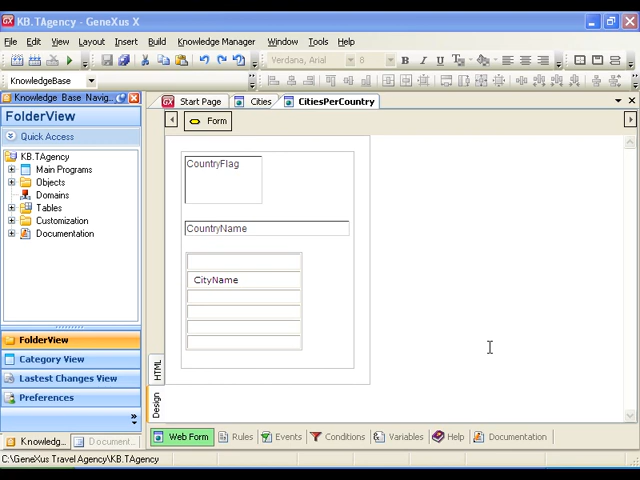 KB.TAgency - GeneXus X
File Edit View Layout Insert Build Knowledge Manager Window Tools Help
Verdana, Arial 8 B I U
KnowledgeBase
Knowledge Base Navig...
FolderView
Quick Access
KB.TAgency
Main Programs
Objects
Domains
Tables
Customization
Documentation
FolderView
Category View
Lastest Changes View
Preferences
Knowledg... Document...
Start Page Cities CitiesPerCountry
Form
CountryFlag
CountryName
CityName
HTML
Design
Web Form Rules Events Conditions Variables Help Documentation
C:\GeneXus Travel Agency\KB.TAgency